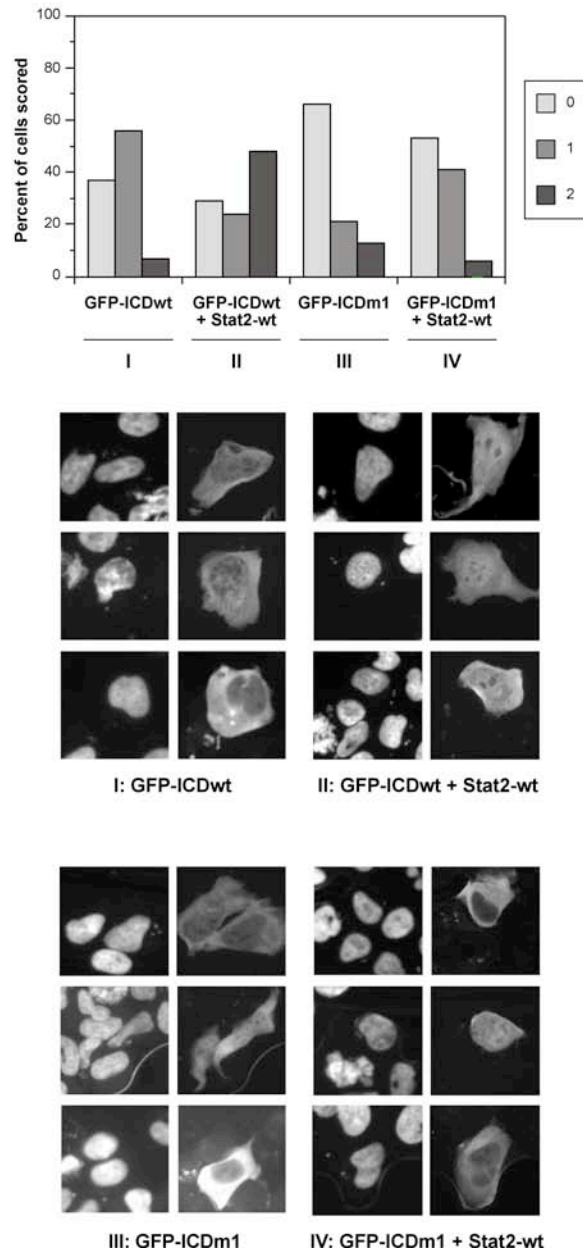 Percent of cells scored
100
80
60
40
20
0
0
1
2
GFP-ICDwt
GFP-ICDwt
+ Stat2-wt
GFP-ICDm1
GFP-ICDm1
+ Stat2-wt
I
II
III
IV
I: GFP-ICDwt
II: GFP-ICDwt + Stat2-wt
III: GFP-ICDm1
IV: GFP-ICDm1 + Stat2-wt